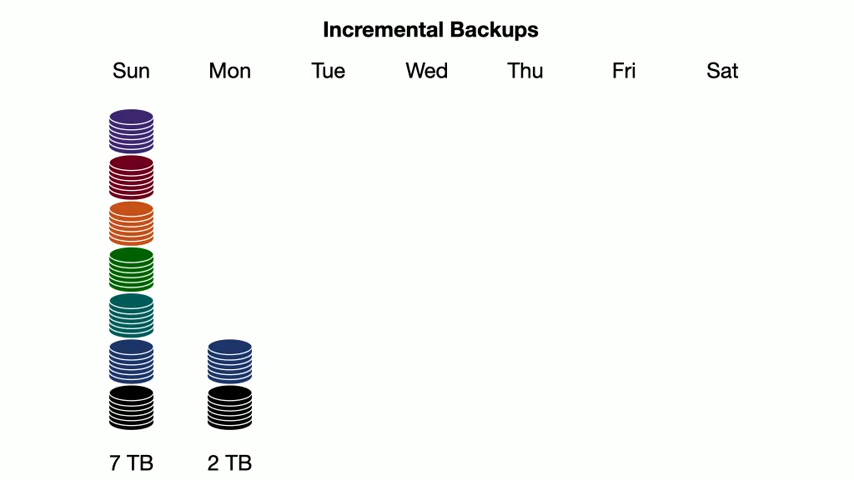 Incremental Backups
Sun Mon Tue Wed Thu Fri Sat
7 TB 2 TB